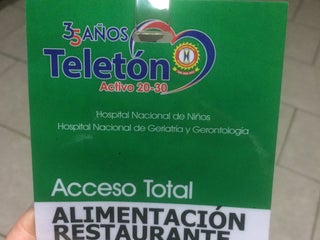 35 AÑOS
Teletón
Activo 20-30
Hospital Nacional de Niños
Hospital Nacional de Geriatría y Gerontología
Acceso Total
ALIMENTACIÓN
RESTAURANTE